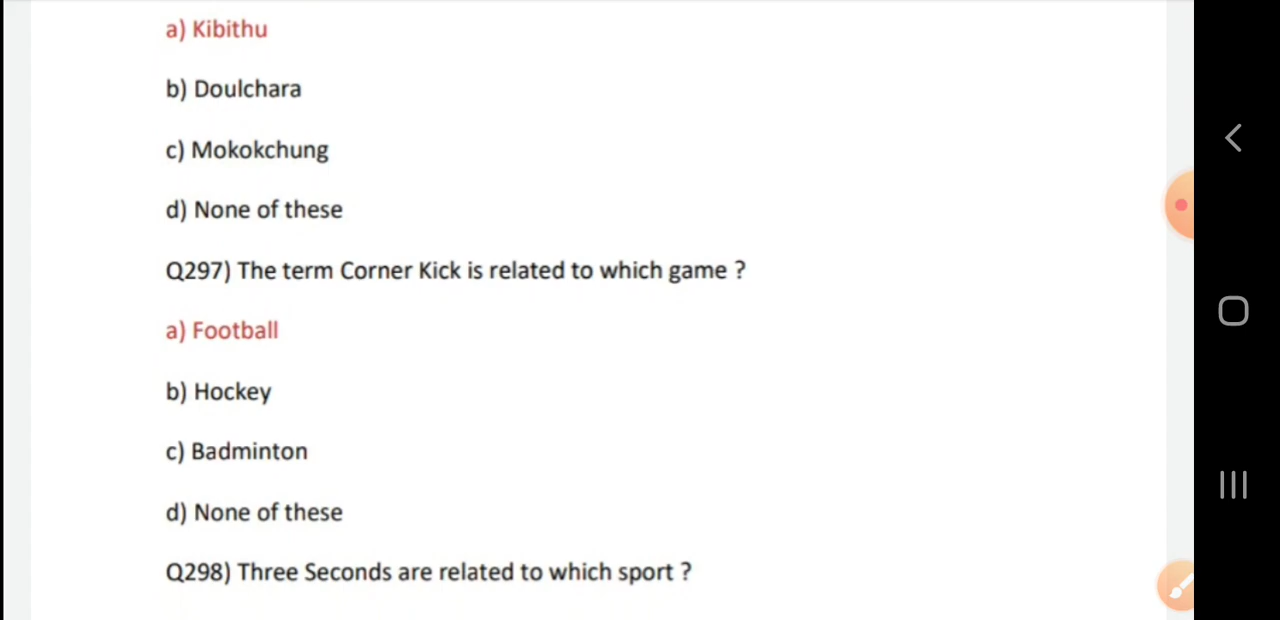 a) Kibithu
b) Doulchara
c) Mokokchung
d) None of these
Q297) The term Corner Kick is related to which game ?
a) Football
b) Hockey
c) Badminton
d) None of these
Q298) Three Seconds are related to which sport ?